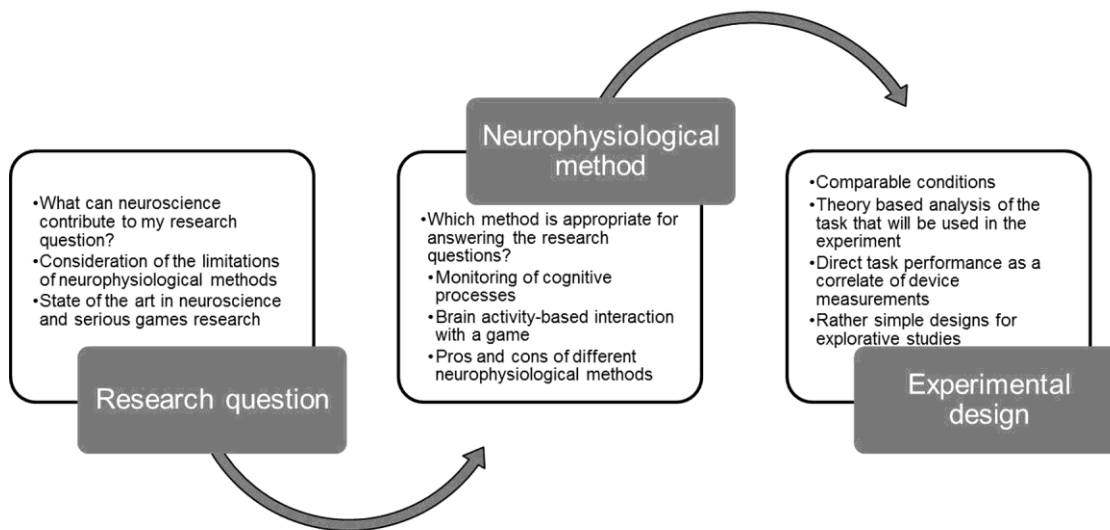 •What can neuroscience
contribute to my research
question?
•Consideration of the limitations
of neurophysiological methods
•State of the art in neuroscience
and serious games research
Research question
Neurophysiological
method
•Which method is appropriate for
answering the research
questions?
•Monitoring of cognitive
processes
•Brain activity-based interaction
with a game
•Pros and cons of different
neurophysiological methods
•Comparable conditions
•Theory based analysis of the
task that will be used in the
experiment
•Direct task performance as a
correlate of device
measurements
•Rather simple designs for
explorative studies
Experimental
design